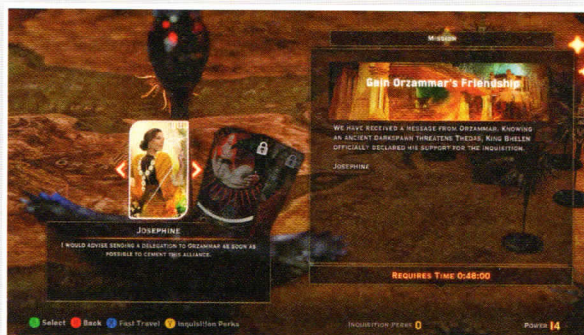 MISSION
Gain Orzammar's Friendship
WE HAVE RECEIVED A MESSAGE FROM ORZAMMAR. KNOWING
AN ANCIENT DARKSPAWN THREATENS THEDAS, KING BHELEN
OFFICIALLY DECLARED HIS SUPPORT FOR THE INQUISITION.
JOSEPHINE
JOSEPHINE
I WOULD ADVISE SENDING A DELEGATION TO ORZAMMAR AS SOON AS
POSSIBLE TO CEMENT THIS ALLIANCE.
REQUIRES TIME 0:48:00
Select Back Fast Travel Inquisition Perks
INQUISITION PERKS 0 POWER 14